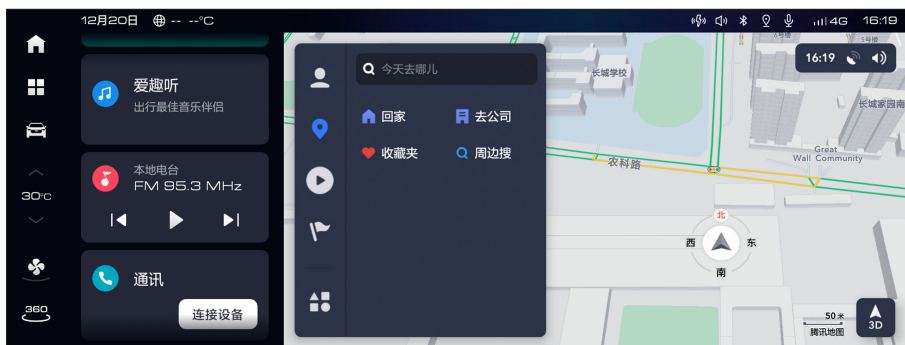 12月20日 -- --°C
4G 16:19
爱趣听
出行最佳音乐伴侣
本地电台
FM 95.3 MHz
30°C
通讯
连接设备
360
今天去哪儿
回家 去公司
收藏夹 周边搜
16:19
长城学校
5号楼
长城家园南
Great
Wall Community
农科路
北
西 东
南
50 米
腾讯地图
3D